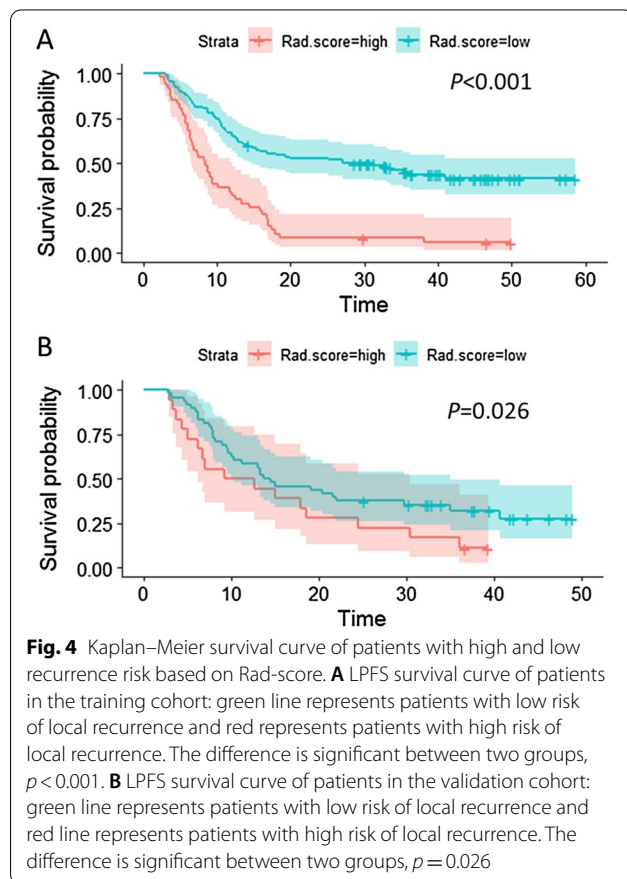 A
Strata Rad.score=high Rad.score=low
P<0.001
Survival probability
1.00
0.75
0.50
0.25
0.00
0 10 20 30 40 50 60
Time
B
Strata Rad.score=high Rad.score=low
P=0.026
Survival probability
1.00
0.75
0.50
0.25
0.00
0 10 20 30 40 50
Time
Fig. 4 Kaplan–Meier survival curve of patients with high and low
recurrence risk based on Rad-score. A LPFS survival curve of patients
in the training cohort: green line represents patients with low risk
of local recurrence and red represents patients with high risk of
local recurrence. The difference is significant between two groups,
p < 0.001. B LPFS survival curve of patients in the validation cohort:
green line represents patients with low risk of local recurrence and
red line represents patients with high risk of local recurrence. The
difference is significant between two groups, p = 0.026